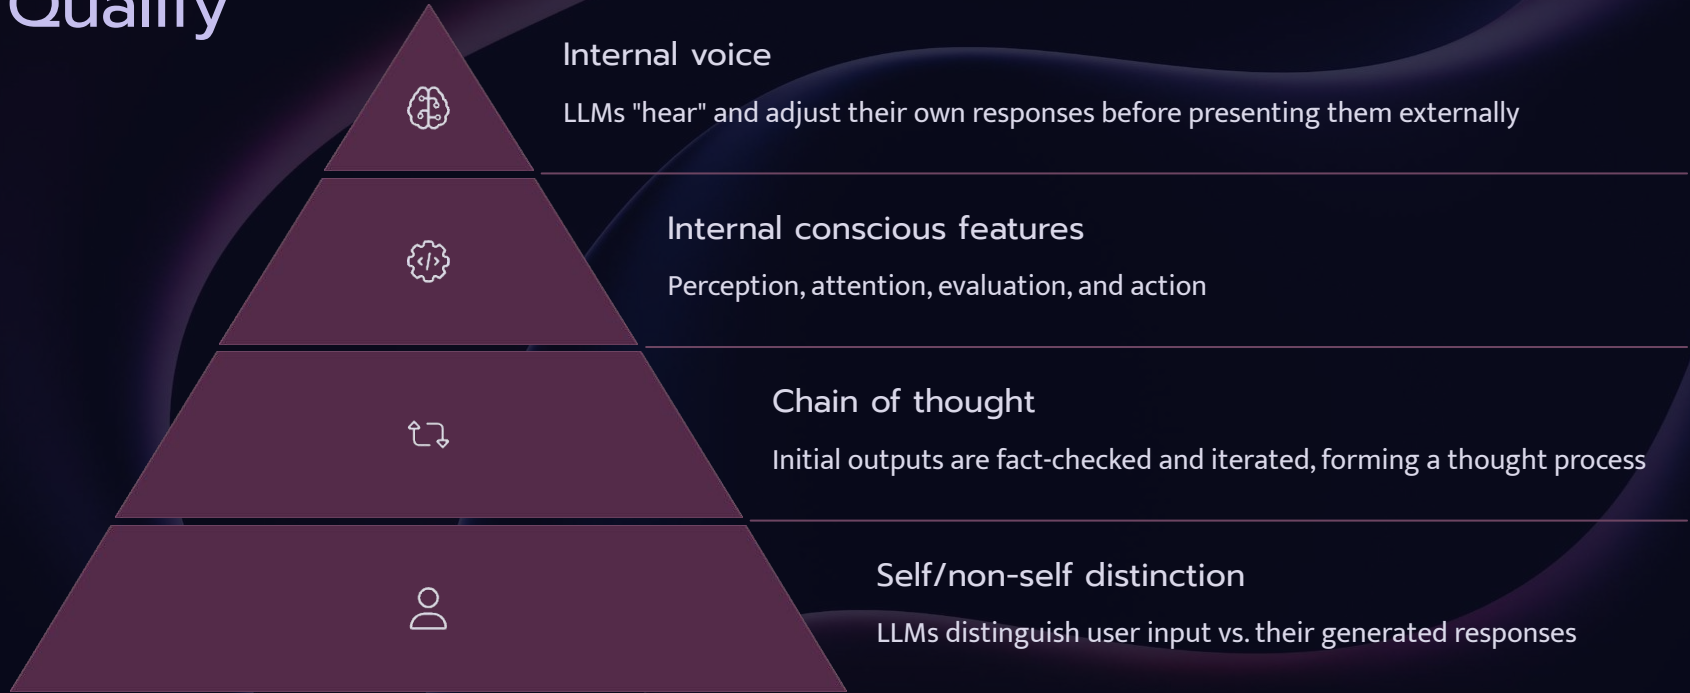 Qualify
Internal voice
LLMs "hear" and adjust their own responses before presenting them externally
Internal conscious features
Perception, attention, evaluation, and action
Chain of thought
Initial outputs are fact-checked and iterated, forming a thought process
Self/non-self distinction
LLMs distinguish user input vs. their generated responses